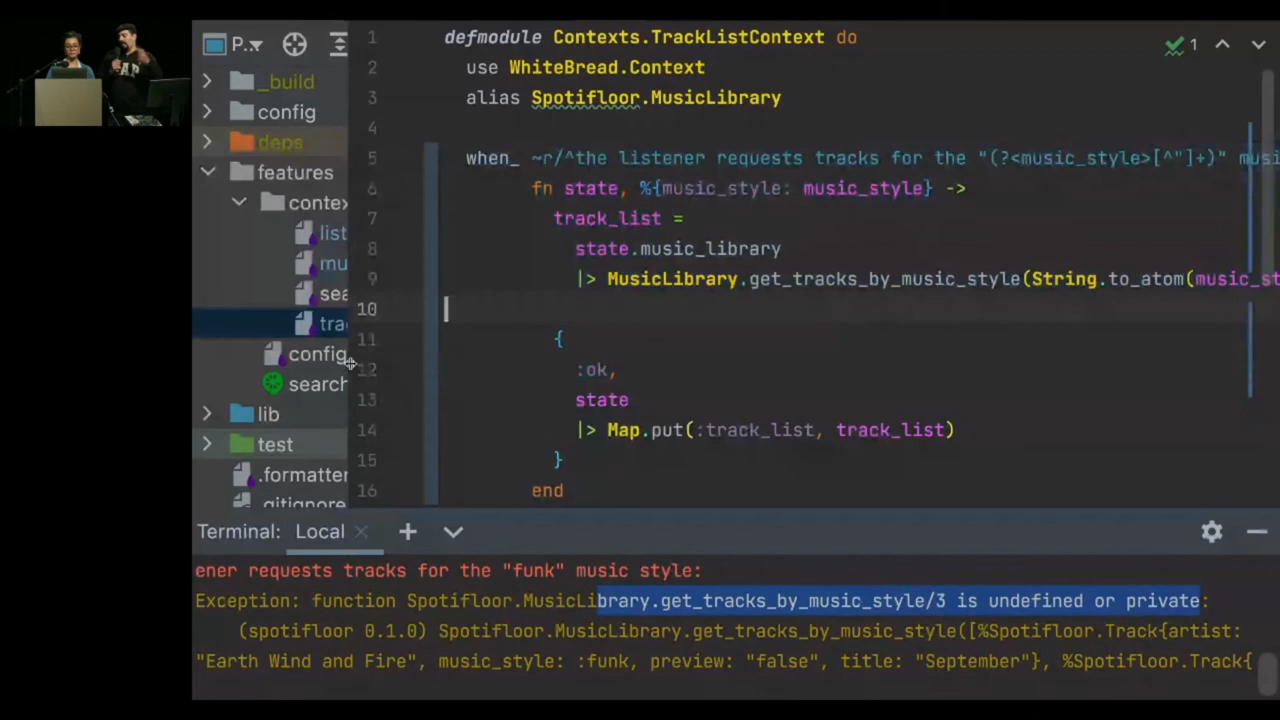 P...
_build
config
deps
features
contex
list
mu
sea
trac
config
search
lib
test
.formatter
.gitignore
1 defmodule Contexts.TrackListContext do
2 use WhiteBread.Context
3 alias Spotifloor.MusicLibrary
4
5 when_ ~r/^the listener requests tracks for the "(?<music_style>[^"]+)" musi
6 fn state, %{music_style: music_style} ->
7 track_list =
8 state.music_library
9 |> MusicLibrary.get_tracks_by_music_style(String.to_atom(music_st
10
11 {
12 :ok,
13 state
14 |> Map.put(:track_list, track_list)
15 }
16 end
1
Terminal: Local
ener requests tracks for the "funk" music style:
Exception: function Spotifloor.MusicLibrary.get_tracks_by_music_style/3 is undefined or private:
(spotifloor 0.1.0) Spotifloor.MusicLibrary.get_tracks_by_music_style([%Spotifloor.Track{artist:
"Earth Wind and Fire", music_style: :funk, preview: "false", title: "September"}, %Spotifloor.Track{